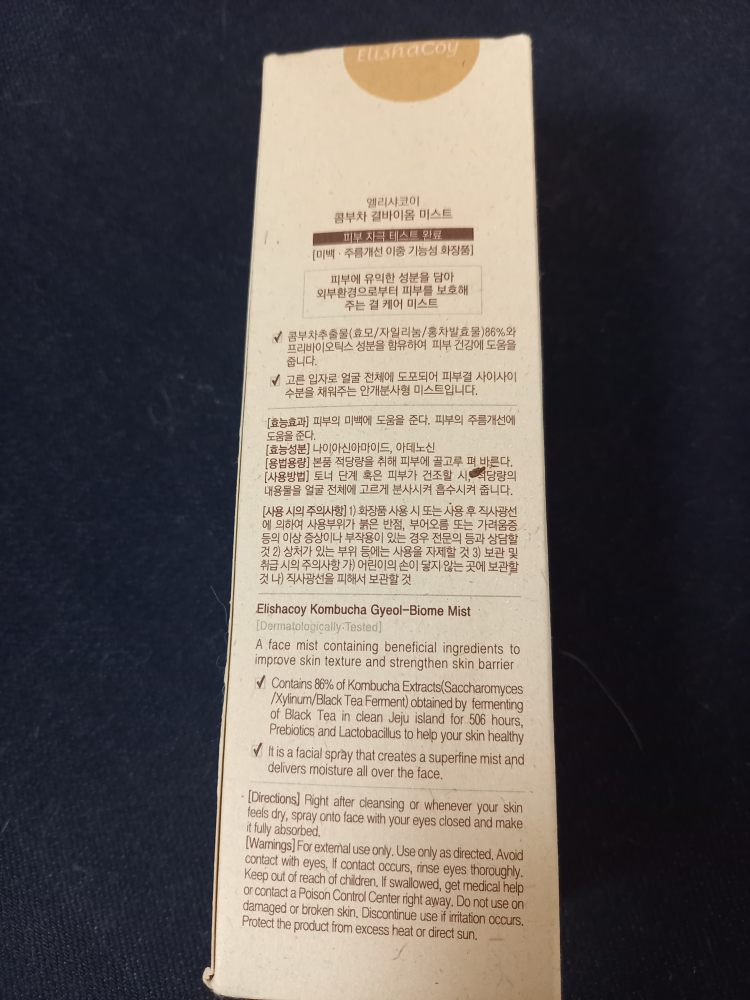 ElishaCoy
엘리샤코이
콤부차 결바이옴 미스트
피부 자극 테스트 완료
[미백 · 주름개선 이중 기능성 화장품]
피부에 유익한 성분을 담아
외부환경으로부터 피부를 보호해
주는 결 케어 미스트
콤부차추출물(효모/자일리눔/홍차발효물)86%와
프리바이오틱스 성분을 함유하여 피부 건강에 도움을
줍니다.
고른 입자로 얼굴 전체에 도포되어 피부결 사이사이
수분을 채워주는 안개분사형 미스트입니다.
[효능효과] 피부의 미백에 도움을 준다. 피부의 주름개선에
도움을 준다.
[효능성분] 나이아신아마이드, 아데노신
[용법용량] 본품 적당량을 취해 피부에 골고루 펴 바른다.
[사용방법] 토너 단계 혹은 피부가 건조할 시, 적당량의
내용물을 얼굴 전체에 고르게 분사시켜 흡수시켜 줍니다.
[사용 시의 주의사항] 1) 화장품 사용 시 또는 사용 후 직사광선
에 의하여 사용부위가 붉은 반점, 부어오름 또는 가려움증
등의 이상 증상이나 부작용이 있는 경우 전문의 등과 상담할
것 2) 상처가 있는 부위 등에는 사용을 자제할 것 3) 보관 및
취급 시의 주의사항 가) 어린이의 손이 닿지 않는 곳에 보관할
것 나) 직사광선을 피해서 보관할 것
Elishacoy Kombucha Gyeol-Biome Mist
[Dermatologically Tested]
A face mist containing beneficial ingredients to
improve skin texture and strengthen skin barrier
Contains 86% of Kombucha Extracts(Saccharomyces
/Xylinum/Black Tea Ferment) obtained by fermenting
of Black Tea in clean Jeju island for 506 hours,
Prebiotics and Lactobacillus to help your skin healthy
It is a facial spray that creates a superfine mist and
delivers moisture all over the face.
[Directions] Right after cleansing or whenever your skin
feels dry, spray onto face with your eyes closed and make
it fully absorbed.
[Warnings] For external use only. Use only as directed. Avoid
contact with eyes, If contact occurs, rinse eyes thoroughly.
Keep out of reach of children. If swallowed, get medical help
or contact a Poison Control Center right away. Do not use on
damaged or broken skin. Discontinue use if irritation occurs.
Protect the product from excess heat or direct sun.